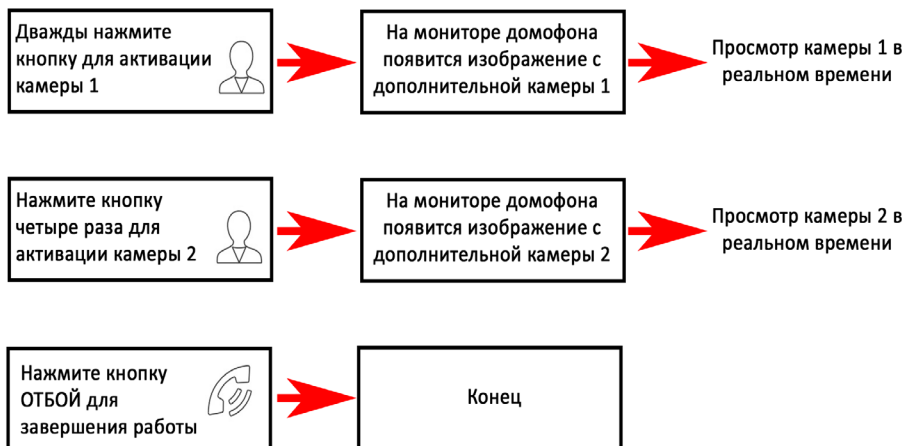 Дважды нажмите
кнопку для активации
камеры 1
На мониторе домофона
появится изображение с
дополнительной камеры 1
Просмотр камеры 1 в
реальном времени
Нажмите кнопку
четыре раза для
активации камеры 2
На мониторе домофона
появится изображение с
дополнительной камеры 2
Просмотр камеры 2 в
реальном времени
Нажмите кнопку
ОТБОЙ для
завершения работы
Конец